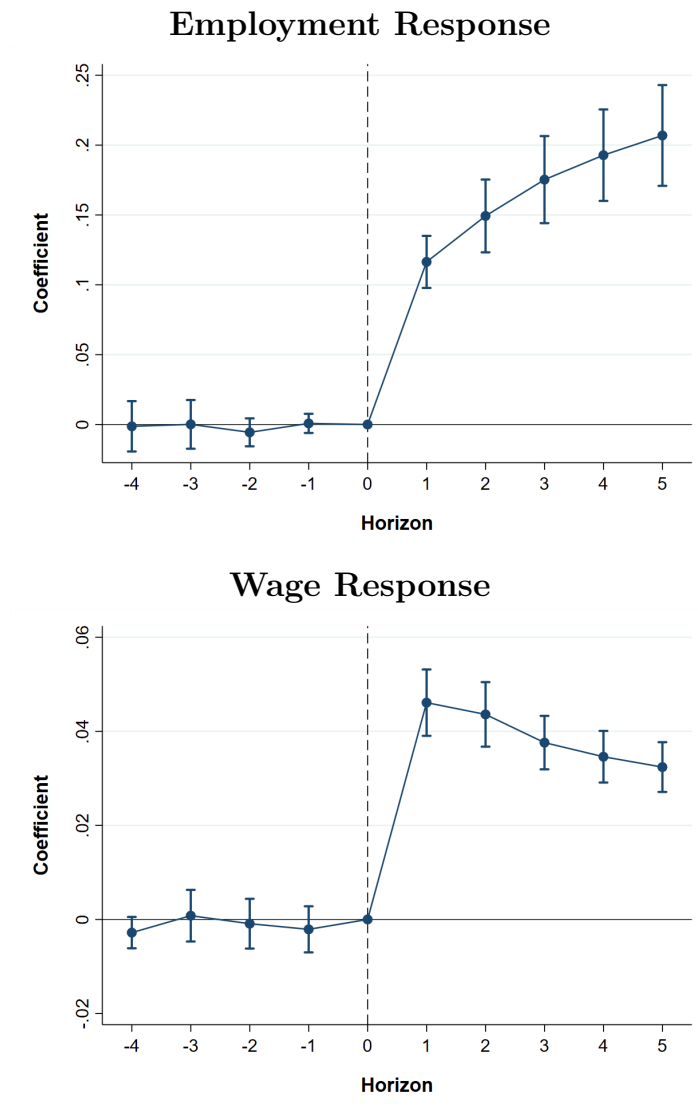 Employment Response
.25
.2
.15
.1
.05
0
Coefficient
-4 -3 -2 -1 0 1 2 3 4 5
Horizon
Wage Response
.06
.04
.02
0
-.02
Coefficient
-4 -3 -2 -1 0 1 2 3 4 5
Horizon